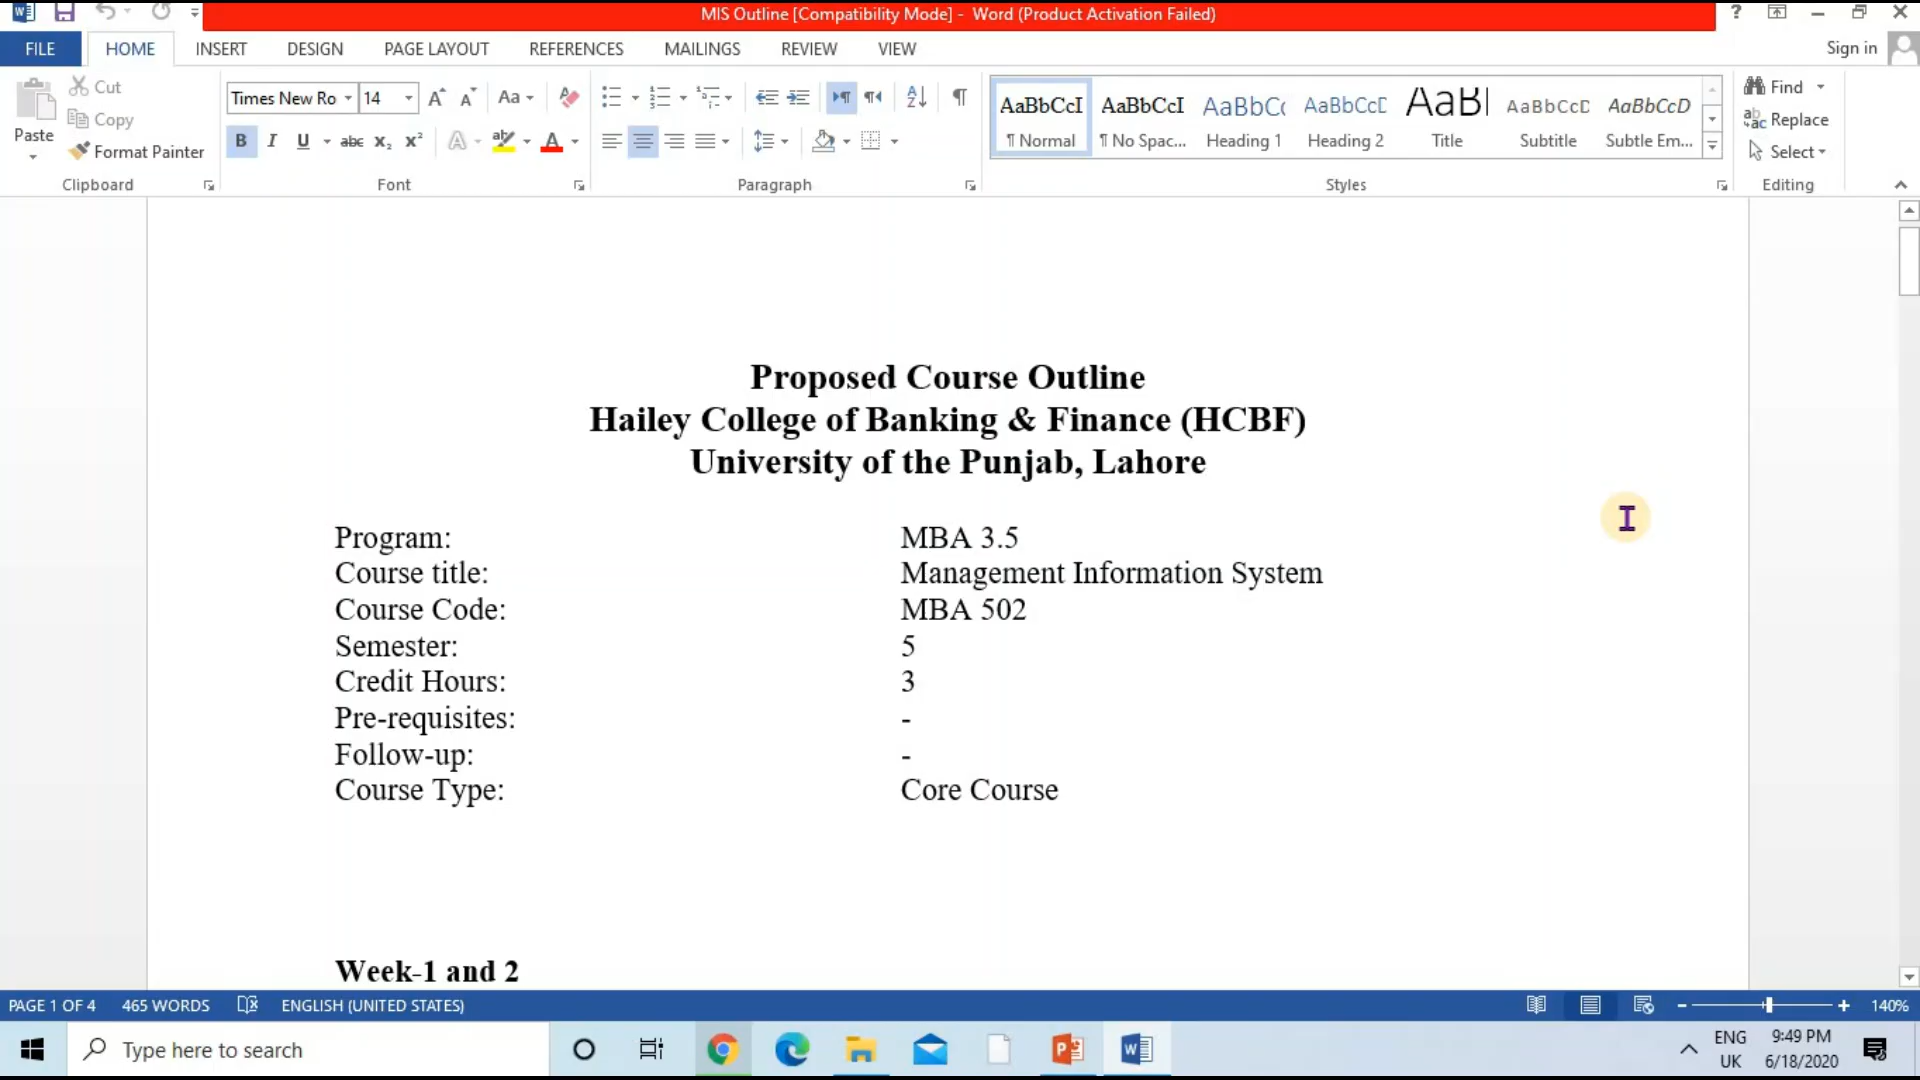 MIS Outline [Compatibility Mode] - Word (Product Activation Failed)
?
FILE HOME INSERT DESIGN PAGE LAYOUT REFERENCES MAILINGS REVIEW VIEW Sign in
Paste
Cut
Copy
Format Painter
Clipboard
Times New Ro 14 Aa
B I U abc X₂ X² A ab A
Font
Paragraph
AaBbCcI AaBbCcI AaBbCc AaBbCcD AaBl AaBbCcD AaBbCcD
¶ Normal ¶ No Spac... Heading 1 Heading 2 Title Subtitle Subtle Em...
Styles
Find
Replace
Select
Editing
Proposed Course Outline
Hailey College of Banking & Finance (HCBF)
University of the Punjab, Lahore
Program: MBA 3.5
Course title: Management Information System
Course Code: MBA 502
Semester: 5
Credit Hours: 3
Pre-requisites: -
Follow-up: -
Course Type: Core Course
Week-1 and 2
PAGE 1 OF 4 465 WORDS ENGLISH (UNITED STATES) 140%
Type here to search
ENG 9:49 PM
UK 6/18/2020